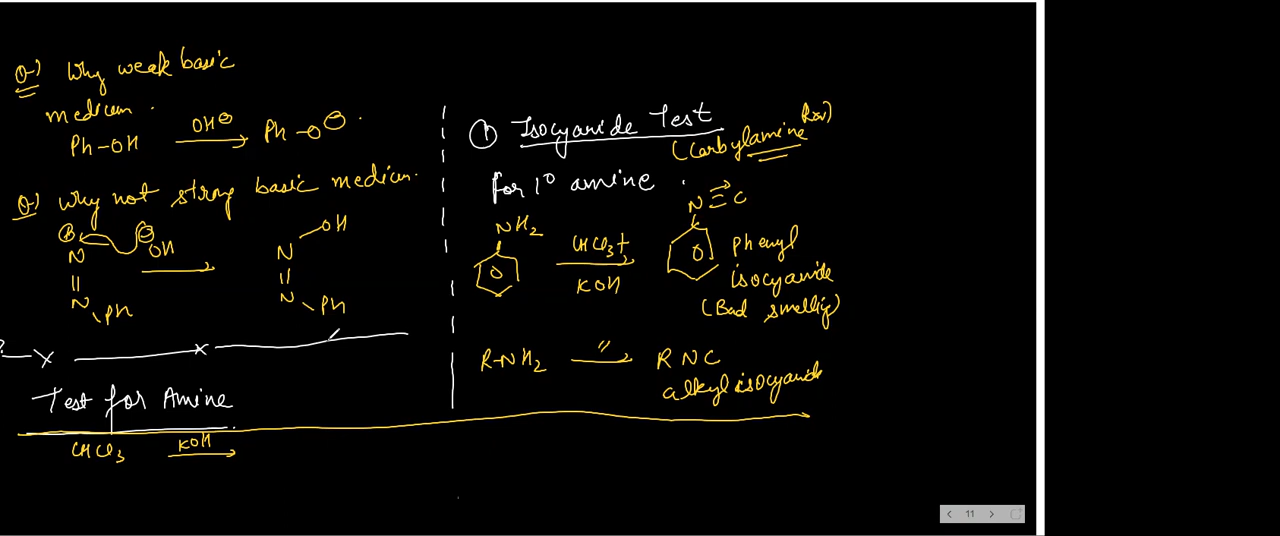 Q) Why weak basic
medium.
Ph-OH OH⊖ → Ph-O⊖.
Q) Why not strong basic medium.
⊕ N ⊖OH → N-OH
||
N Ph N Ph
Test for Amine
CHCl3 KOH →
① Isocyanide Test
(Carbylamine Rxn)
for 1° amine
NH2 CHCl3+ KOH → N≡C
phenyl
isocyanide
(Bad smellig)
R-NH2 —"→ RNC
alkyl isocyanide
11